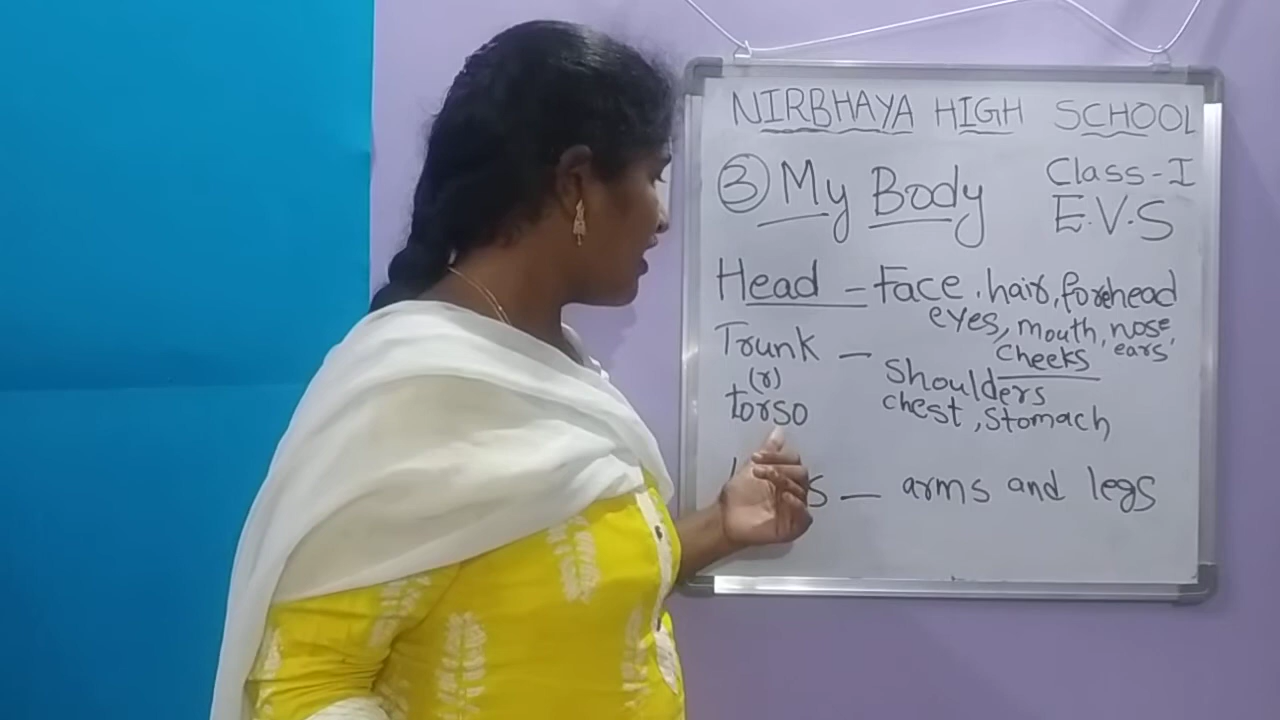 NIRBHAYA HIGH SCHOOL
③ My Body
Class-I
E.V.S
Head - Face, hair, forehead
eyes, mouth, nose,
cheeks, ears
Trunk - Shoulders
(r)
torso
chest, Stomach
- arms and legs